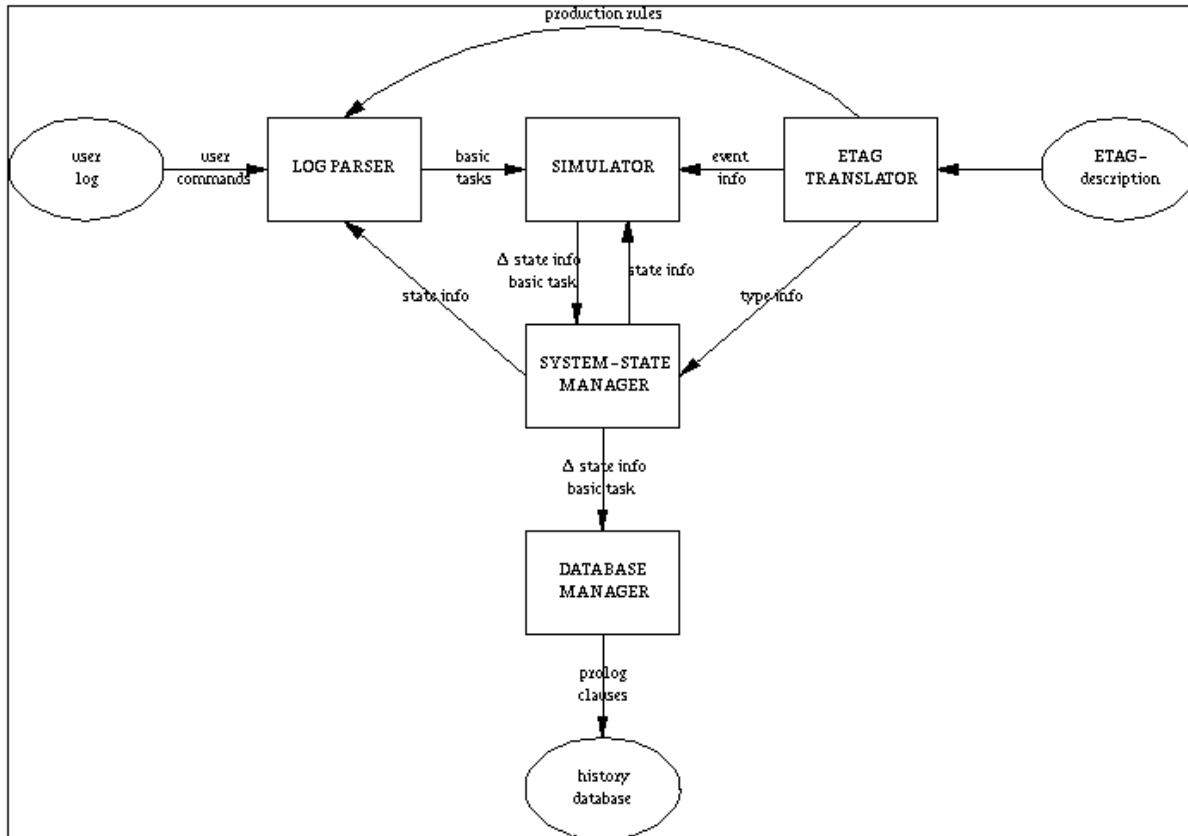 production rules
user
log
user
commands
LOG PARSER
basic
tasks
SIMULATOR
event
info
ETAG
TRANSLATOR
ETAG-
description
Δ state info
basic task
state info
state info
type info
SYSTEM-STATE
MANAGER
Δ state info
basic task
DATABASE
MANAGER
prolog
clauses
history
database